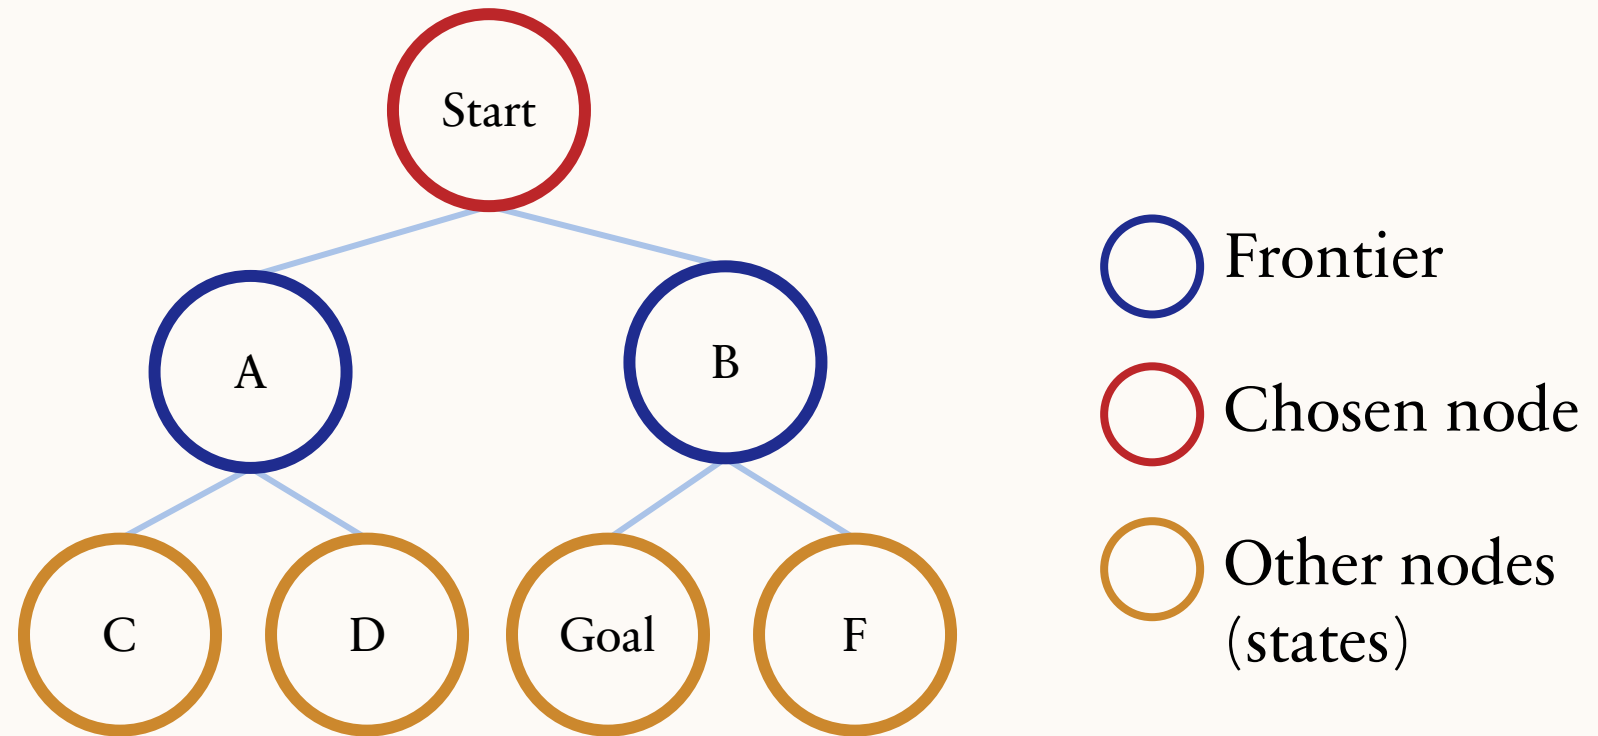 Start
A
B
C
D
Goal
F
Frontier
Chosen node
Other nodes
(states)